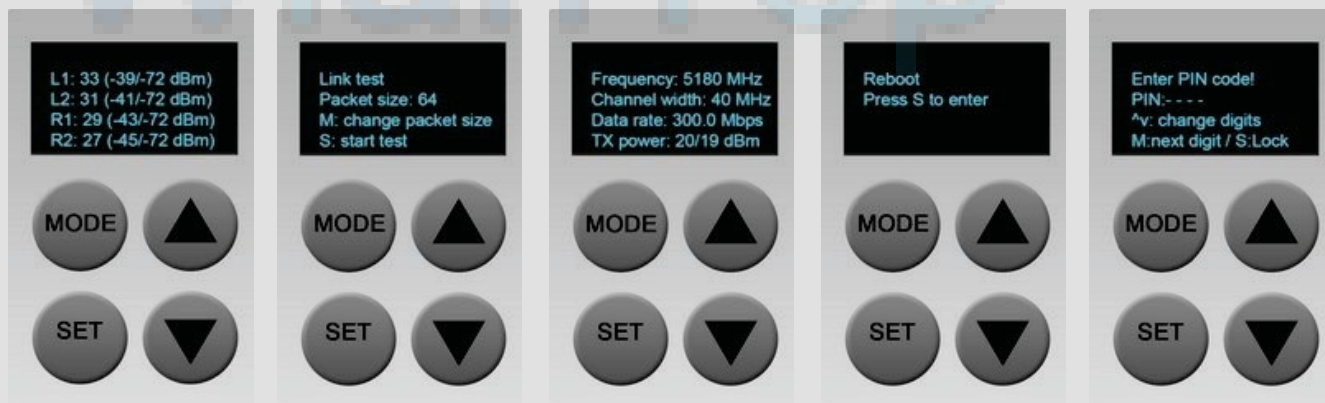 L1: 33 (-39/-72 dBm)
L2: 31 (-41/-72 dBm)
R1: 29 (-43/-72 dBm)
R2: 27 (-45/-72 dBm)
MODE
SET
Link test
Packet size: 64
M: change packet size
S: start test
MODE
SET
Frequency: 5180 MHz
Channel width: 40 MHz
Data rate: 300.0 Mbps
TX power: 20/19 dBm
MODE
SET
Reboot
Press S to enter
MODE
SET
Enter PIN code!
PIN:- - - -
^v: change digits
M:next digit / S:Lock
MODE
SET